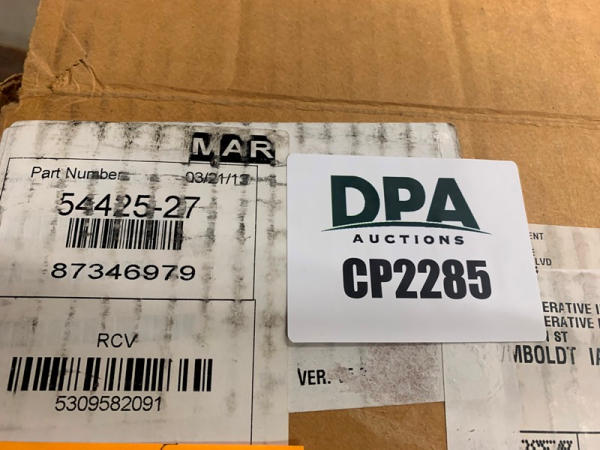 MAR
Part Number
03/21/13
54425-27
87346979
RCV
5309582091
VER.
DPA
AUCTIONS
CP2285
ENT
LVD
ERATIVE
ERATIVE
ST
MBOLDT IA